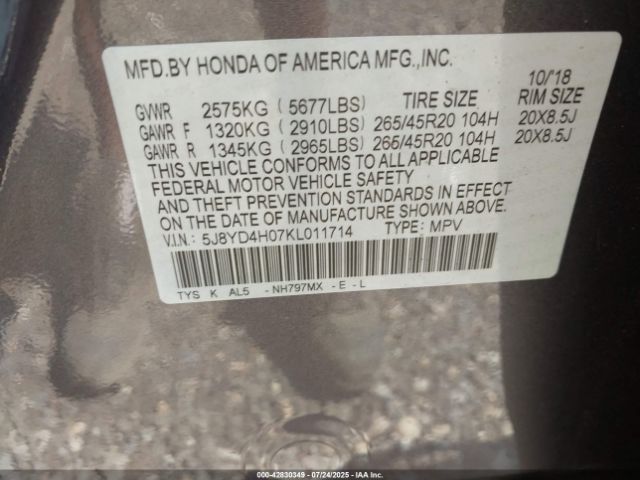 MFD.BY HONDA OF AMERICA MFG.,INC.
10/'18
GVWR 2575KG (5677LBS) TIRE SIZE RIM SIZE
GAWR F 1320KG (2910LBS) 265/45R20 104H 20X8.5J
GAWR R 1345KG (2965LBS) 265/45R20 104H 20X8.5J
THIS VEHICLE CONFORMS TO ALL APPLICABLE
FEDERAL MOTOR VEHICLE SAFETY
AND THEFT PREVENTION STANDARDS IN EFFECT
ON THE DATE OF MANUFACTURE SHOWN ABOVE.
V.I.N.: 5J8YD4H07KL011714 TYPE: MPV
TYS K AL5 -NH797MX -E -L
000-42830349 07/24/2025 IAAI.COM